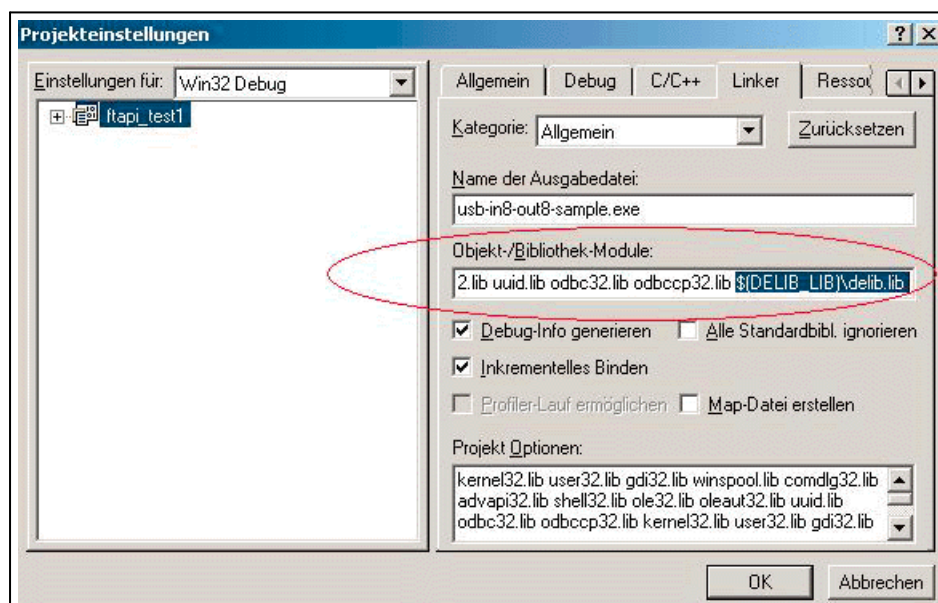 Projekteinstellungen
Einstellungen für: Win32 Debug
ftapi_test1
Allgemein Debug C/C++ Linker Ressou
Kategorie: Allgemein Zurücksetzen
Name der Ausgabedatei:
usb-in8-out8-sample.exe
Objekt-/Bibliothek-Module:
2.lib uuid.lib odbc32.lib odbccp32.lib $(DELIB_LIB)\delib.lib
Debug-Info generieren Alle Standardbibl. ignorieren
Inkrementelles Binden
Profiler-Lauf ermöglichen Map-Datei erstellen
Projekt Optionen:
kernel32.lib user32.lib gdi32.lib winspool.lib comdlg32.lib
advapi32.lib shell32.lib ole32.lib oleaut32.lib uuid.lib
odbc32.lib odbccp32.lib kernel32.lib user32.lib gdi32.lib
OK Abbrechen